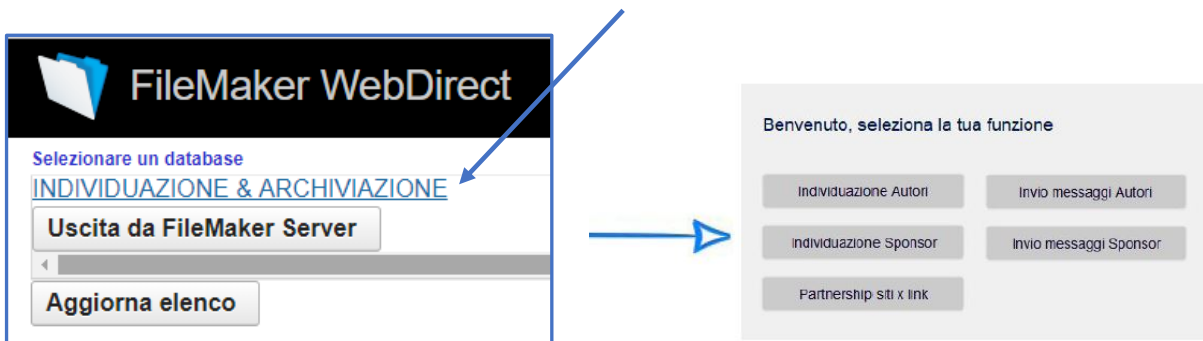 FileMaker WebDirect
Selezionare un database
INDIVIDUAZIONE & ARCHIVIAZIONE
Uscita da FileMaker Server
Aggiorna elenco
Benvenuto, seleziona la tua funzione
Individuazione Autori
Invio messaggi Autori
Individuazione Sponsor
Invio messaggi Sponsor
Partnership siti x link